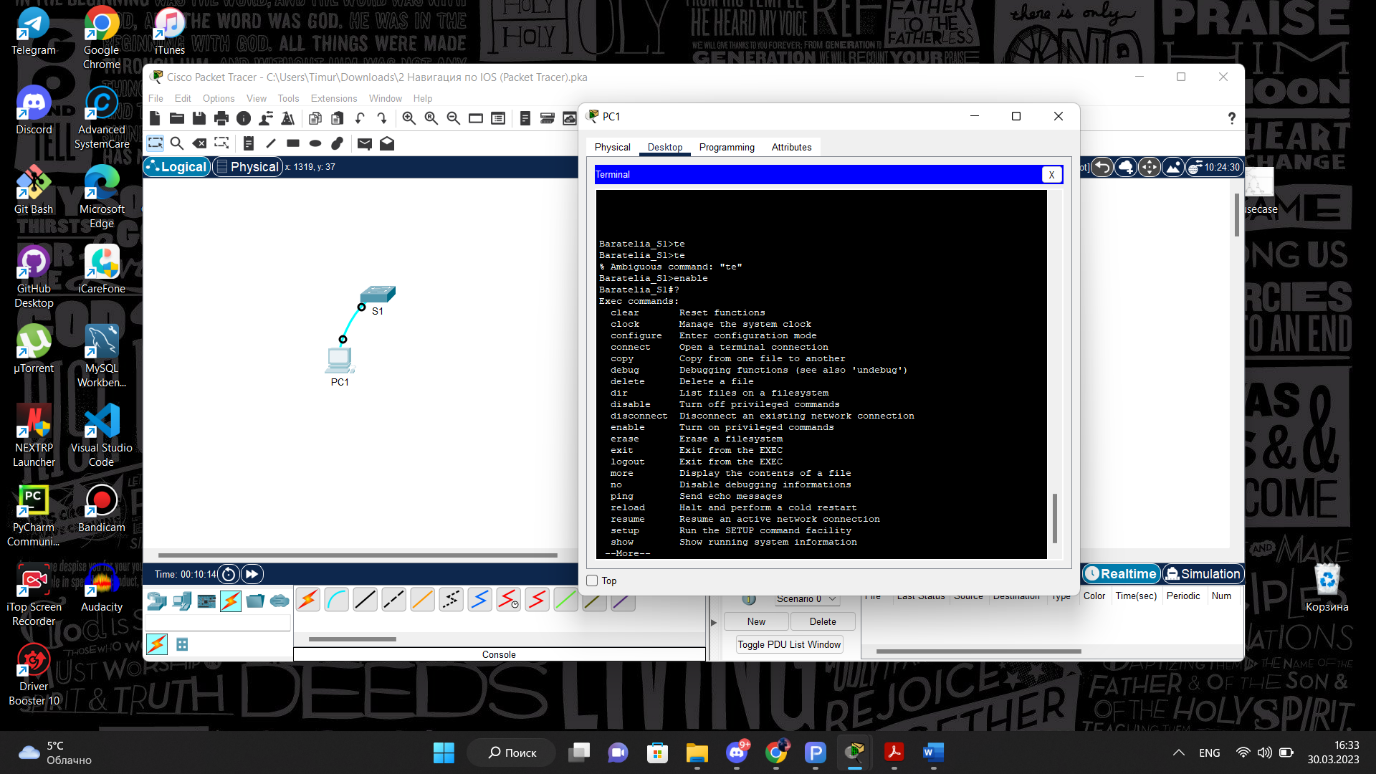 Telegram
Google
Chrome
iTunes
Discord
Advanced
SystemCare
Git Bash
Microsoft
Edge
GitHub
Desktop
iCareFone
µTorrent
MySQL
Workben...
NEXTRP
Launcher
Visual Studio
Code
PyCharm
Communi...
Bandicam
iTop Screen
Recorder
Audacity
Driver
Booster 10
usecase
Корзина
Cisco Packet Tracer - C:\Users\Timur\Downloads\2 Навигация по IOS (Packet Tracer).pka
File Edit Options View Tools Extensions Window Help
Logical Physical x: 1319, y: 37
10:24:30
S1
PC1
PC1
Physical Desktop Programming Attributes
Terminal
X
Baratelia_S1>te
Baratelia_S1>te
% Ambiguous command: "te"
Baratelia_S1>enable
Baratelia_S1#?
Exec commands:
clear Reset functions
clock Manage the system clock
configure Enter configuration mode
connect Open a terminal connection
copy Copy from one file to another
debug Debugging functions (see also 'undebug')
delete Delete a file
dir List files on a filesystem
disable Turn off privileged commands
disconnect Disconnect an existing network connection
enable Turn on privileged commands
erase Erase a filesystem
exit Exit from the EXEC
logout Exit from the EXEC
more Display the contents of a file
no Disable debugging informations
ping Send echo messages
reload Halt and perform a cold restart
resume Resume an active network connection
setup Run the SETUP command facility
show Show running system information
--More--
Top
Time: 00:10:14
Realtime Simulation
Scenario 0
New Delete
Toggle PDU List Window
File Last Status Source Destination Type Color Time(sec) Periodic Num
Console
5°C
Облачно
Поиск
ENG
16:33
30.03.2023